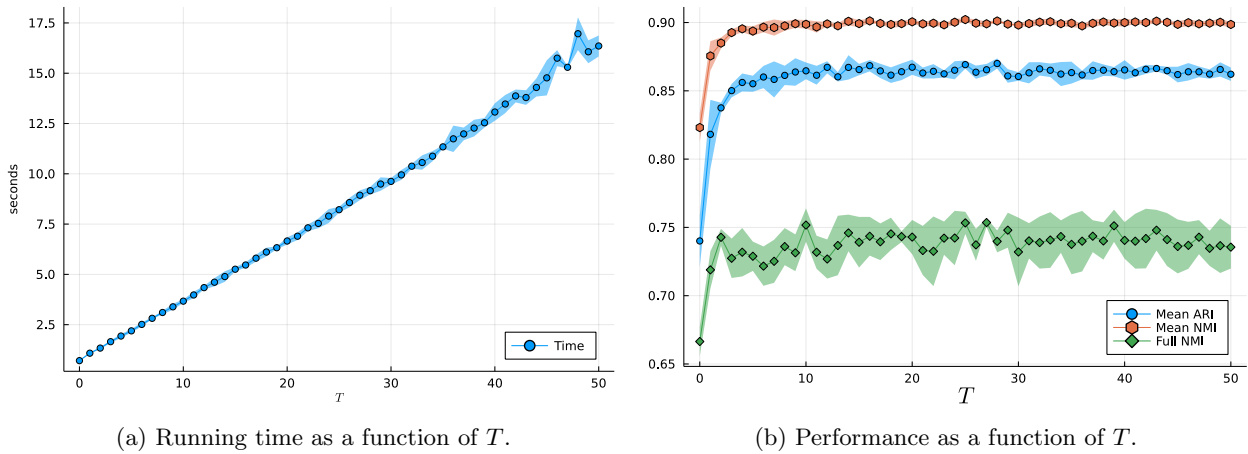 17.5
15.0
12.5
10.0
7.5
5.0
2.5
seconds
0 10 20 30 40 50
T
Time
(a) Running time as a function of T.
0.90
0.85
0.80
0.75
0.70
0.65
0 10 20 30 40 50
T
Mean ARI
Mean NMI
Full NMI
(b) Performance as a function of T.